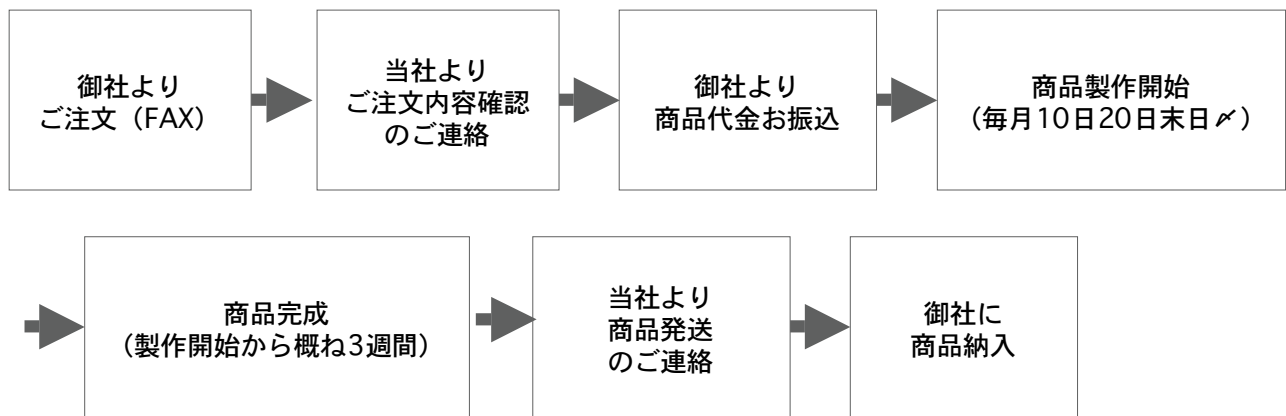 御社より
ご注文（FAX）
当社より
ご注文内容確認
のご連絡
御社より
商品代金お振込
商品製作開始
（毎月10日20日末日〆）
商品完成
（製作開始から概ね3週間）
当社より
商品発送
のご連絡
御社に
商品納入